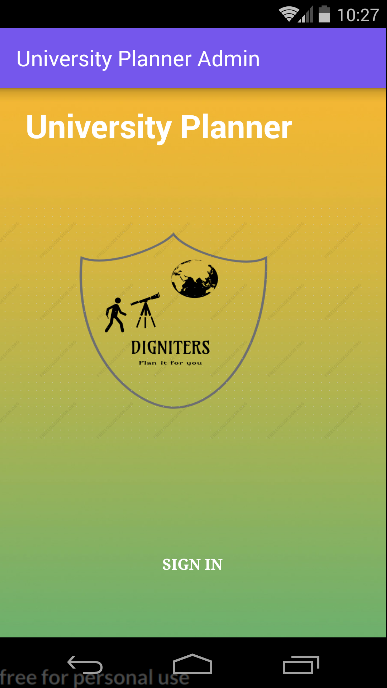 10:27
University Planner Admin
University Planner
DIGNITERS
Plan it for you
SIGN IN
free for personal use